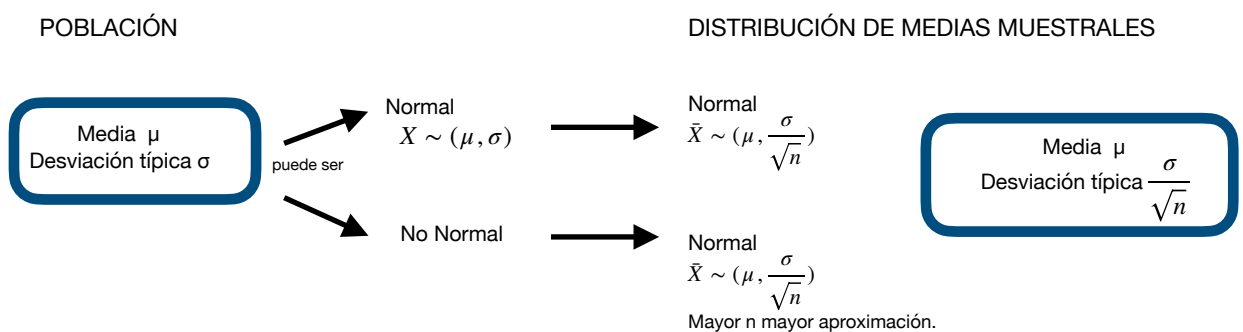 POBLACIÓN
DISTRIBUCIÓN DE MEDIAS MUESTRALES
Media μ
Desviación típica σ
puede ser
Normal
X ∼ (μ, σ)
No Normal
Normal
X̄ ∼ (μ, σ/√n)
Normal
X̄ ∼ (μ, σ/√n)
Mayor n mayor aproximación.
Media μ
Desviación típica σ/√n